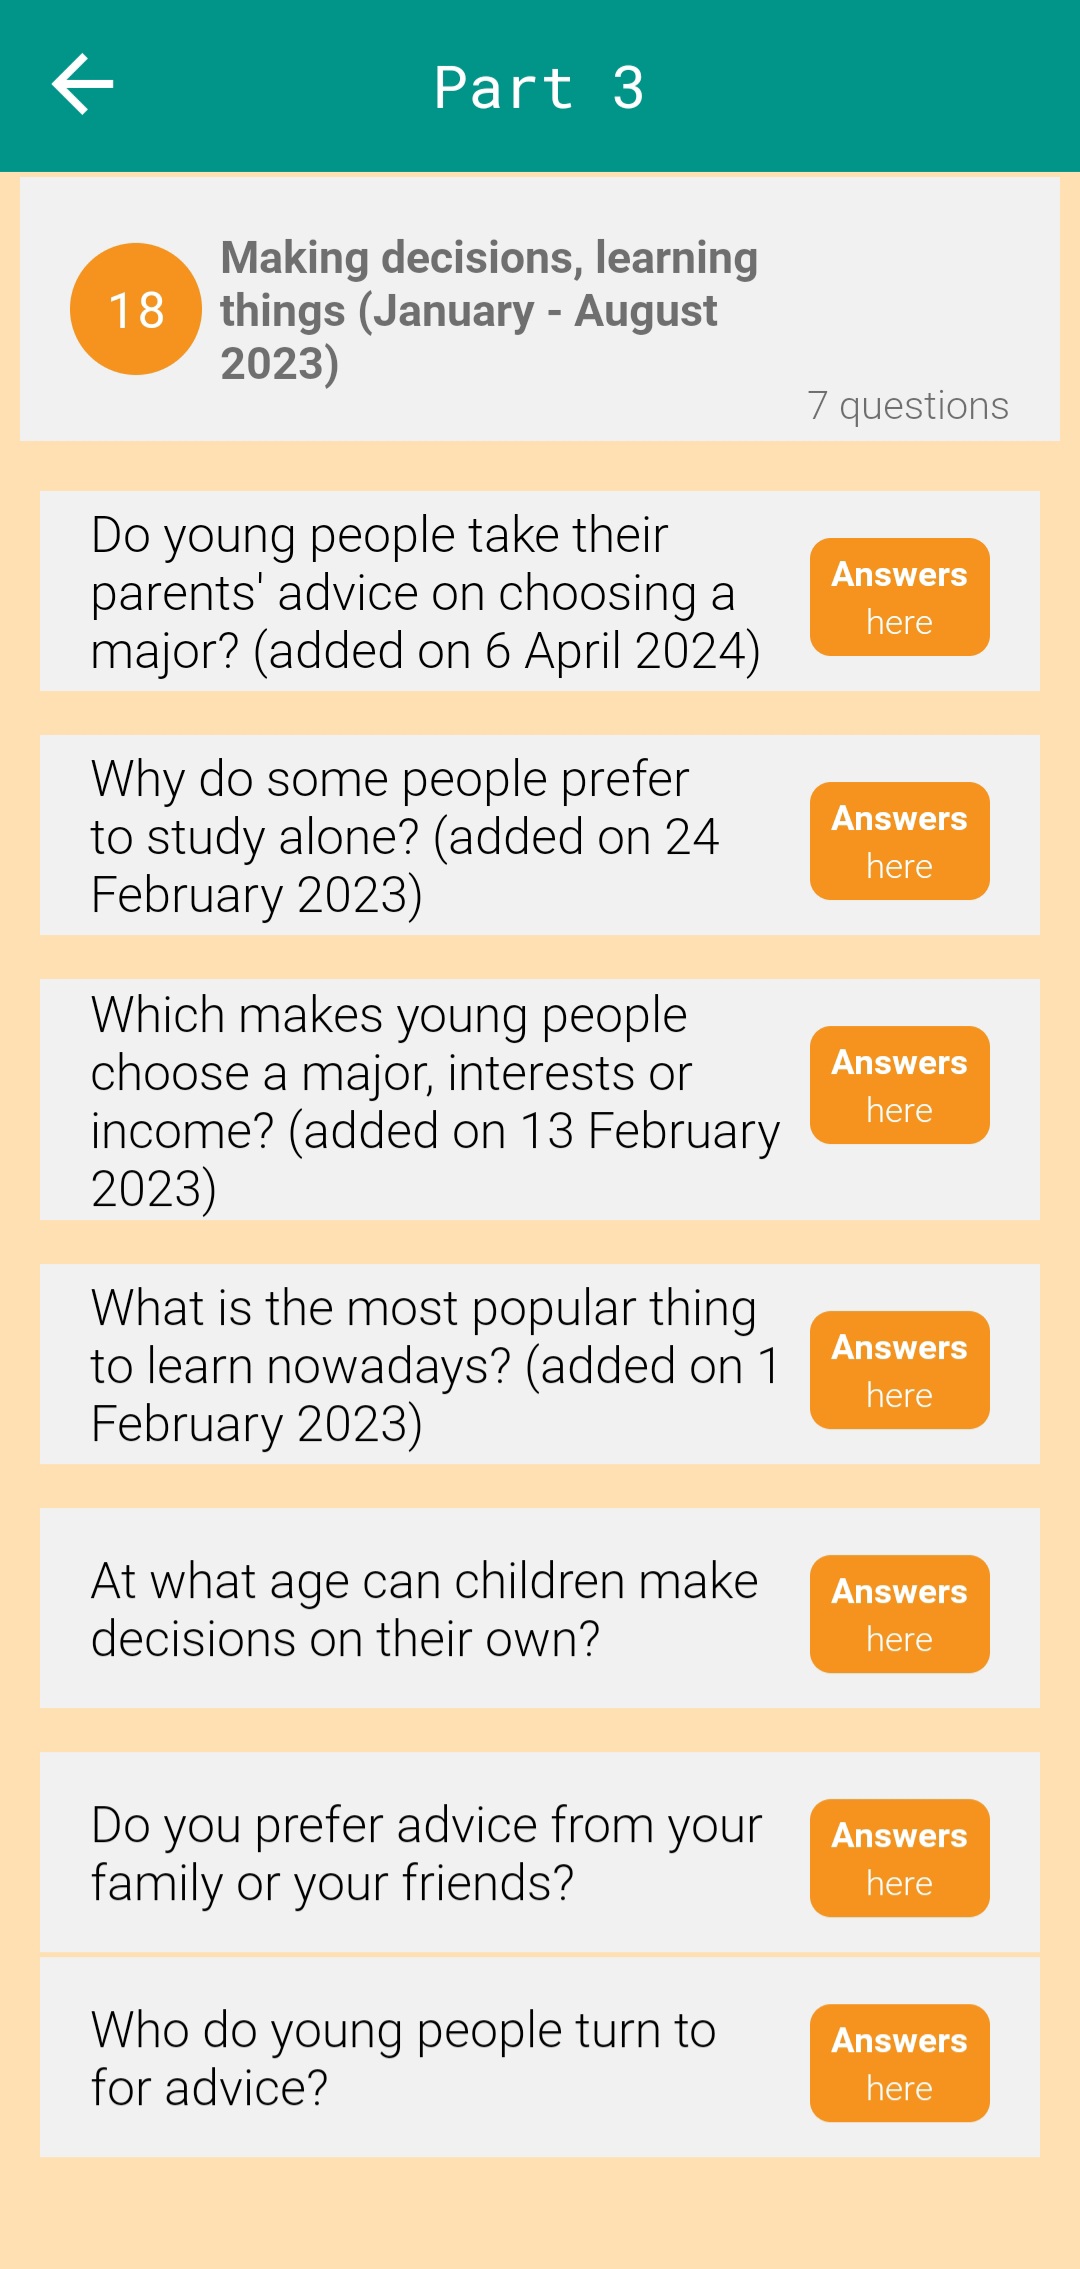 Part 3
18
Making decisions, learning
things (January - August
2023)
7 questions
Do young people take their
parents' advice on choosing a
major? (added on 6 April 2024)
Answers
here
Why do some people prefer
to study alone? (added on 24
February 2023)
Answers
here
Which makes young people
choose a major, interests or
income? (added on 13 February
2023)
Answers
here
What is the most popular thing
to learn nowadays? (added on 1
February 2023)
Answers
here
At what age can children make
decisions on their own?
Answers
here
Do you prefer advice from your
family or your friends?
Answers
here
Who do young people turn to
for advice?
Answers
here